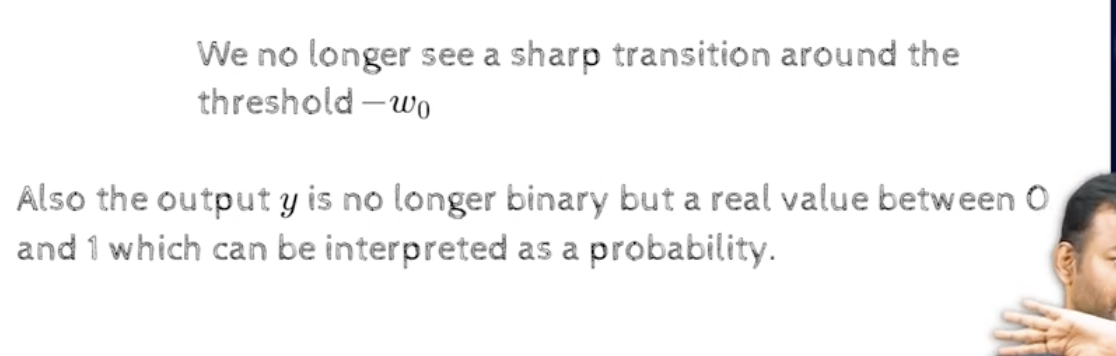 We no longer see a sharp transition around the
threshold −w₀
Also the output y is no longer binary but a real value between 0
and 1 which can be interpreted as a probability.